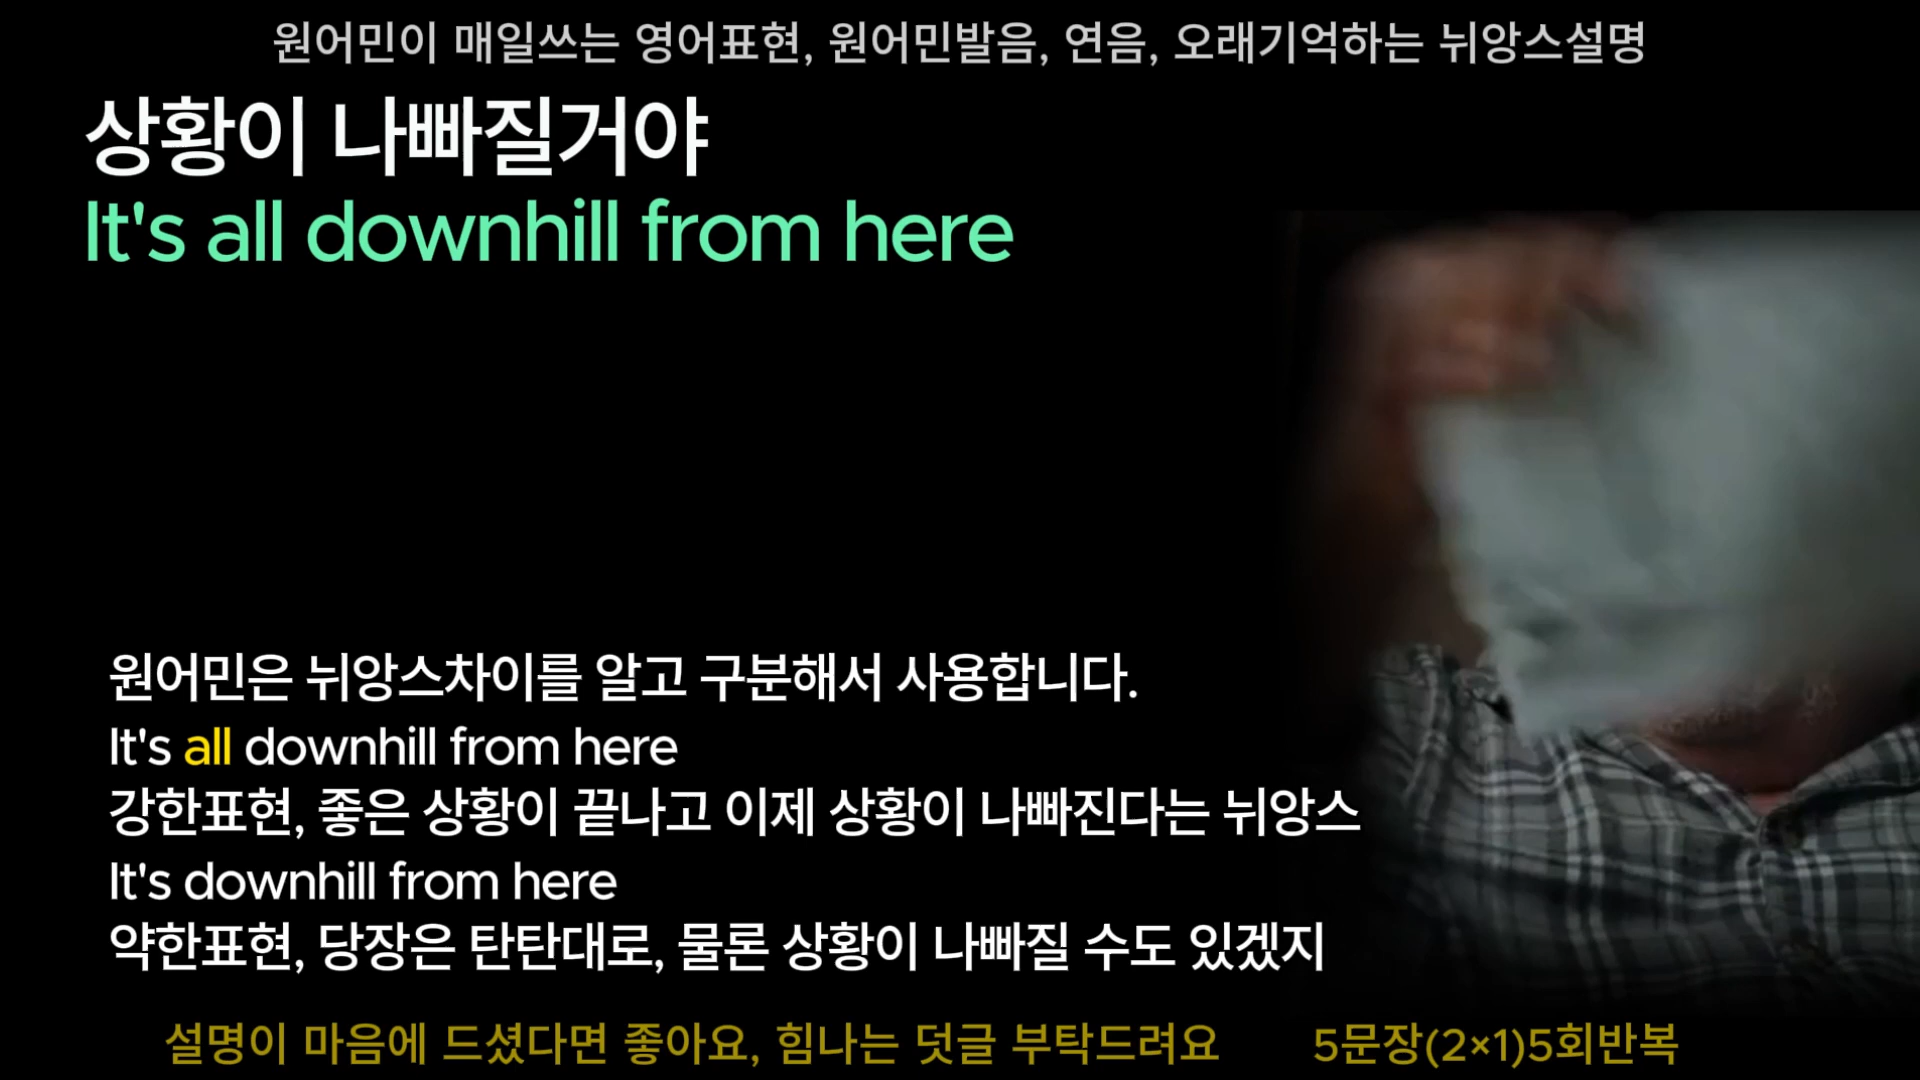 원어민이 매일쓰는 영어표현, 원어민발음, 연음, 오래기억하는 뉘앙스설명
상황이 나빠질거야
It's all downhill from here
원어민은 뉘앙스차이를 알고 구분해서 사용합니다.
It's all downhill from here
강한표현, 좋은 상황이 끝나고 이제 상황이 나빠진다는 뉘앙스
It's downhill from here
약한표현, 당장은 탄탄대로, 물론 상황이 나빠질 수도 있겠지
설명이 마음에 드셨다면 좋아요, 힘나는 덧글 부탁드려요 5문장(2×1)5회반복